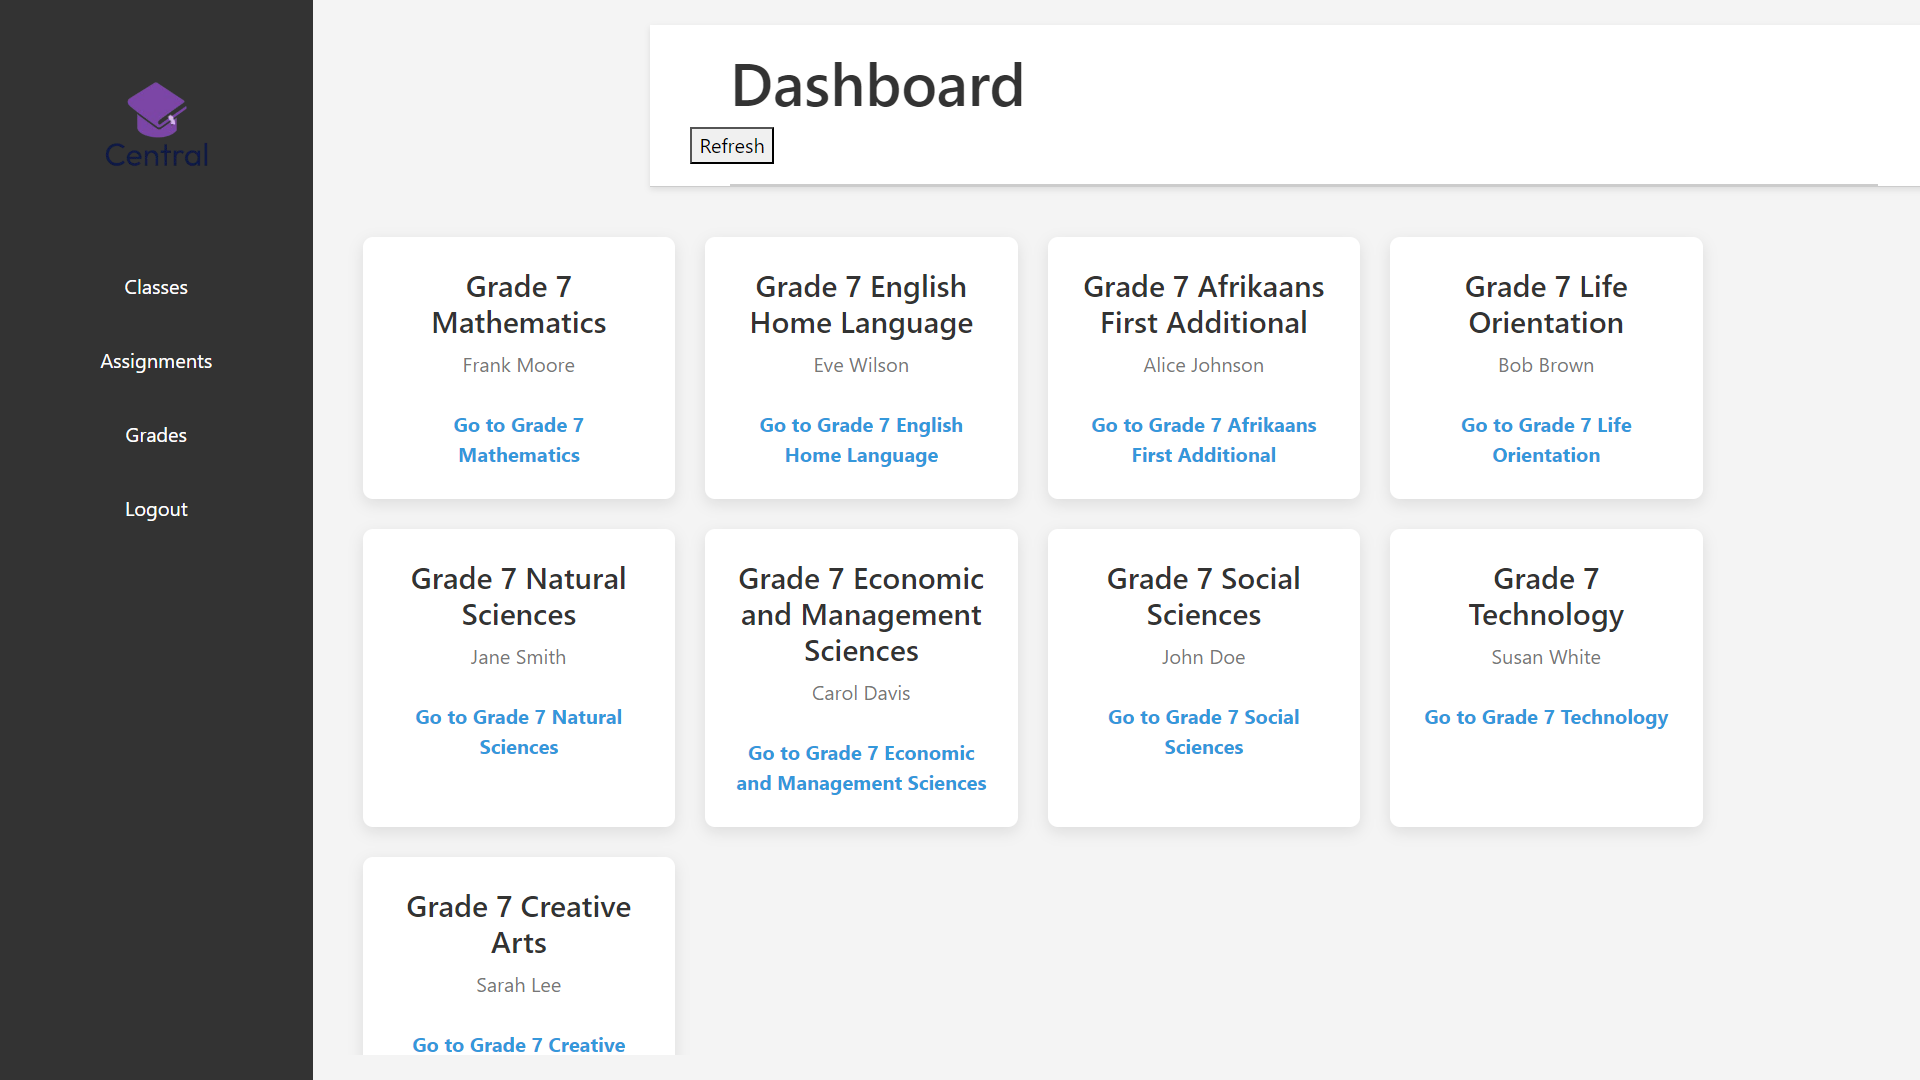 Central
Classes
Assignments
Grades
Logout
Dashboard
Refresh
Grade 7
Mathematics
Frank Moore
Go to Grade 7
Mathematics
Grade 7 English
Home Language
Eve Wilson
Go to Grade 7 English
Home Language
Grade 7 Afrikaans
First Additional
Alice Johnson
Go to Grade 7 Afrikaans
First Additional
Grade 7 Life
Orientation
Bob Brown
Go to Grade 7 Life
Orientation
Grade 7 Natural
Sciences
Jane Smith
Go to Grade 7 Natural
Sciences
Grade 7 Economic
and Management
Sciences
Carol Davis
Go to Grade 7 Economic
and Management Sciences
Grade 7 Social
Sciences
John Doe
Go to Grade 7 Social
Sciences
Grade 7
Technology
Susan White
Go to Grade 7 Technology
Grade 7 Creative
Arts
Sarah Lee
Go to Grade 7 Creative